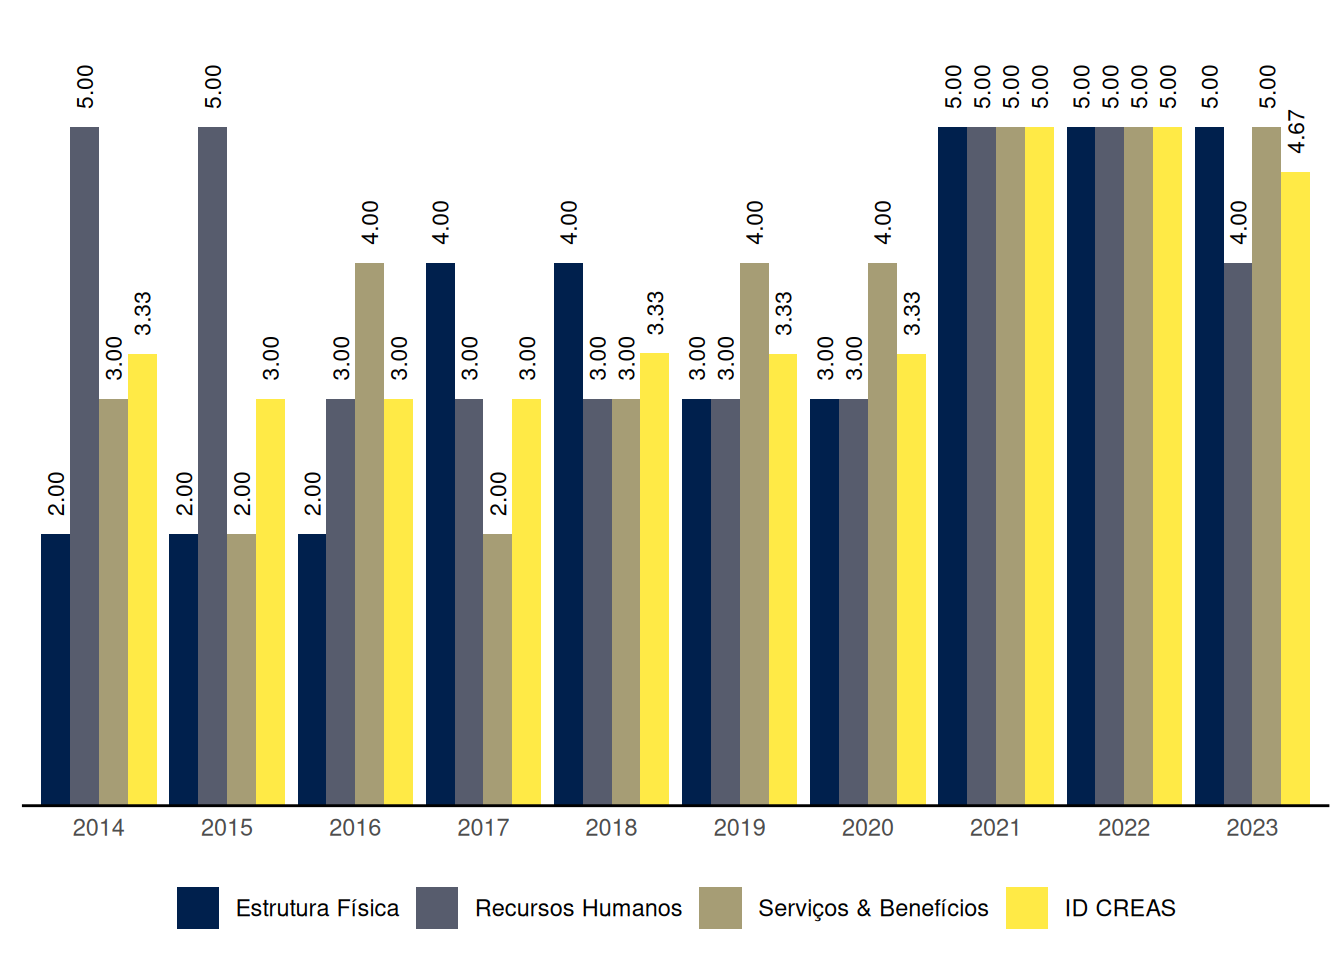 5.00 5.00 5.00 5.00 5.00 5.00 5.00 5.00 5.00 5.00 5.00 5.00
4.67
4.00 4.00 4.00 4.00 4.00 4.00
3.33 3.33 3.33 3.33
3.00 3.00 3.00 3.00 3.00 3.00 3.00 3.00 3.00 3.00 3.00 3.00
2.00 2.00 2.00 2.00 2.00
2014 2015 2016 2017 2018 2019 2020 2021 2022 2023
Estrutura Física Recursos Humanos Serviços & Benefícios ID CREAS